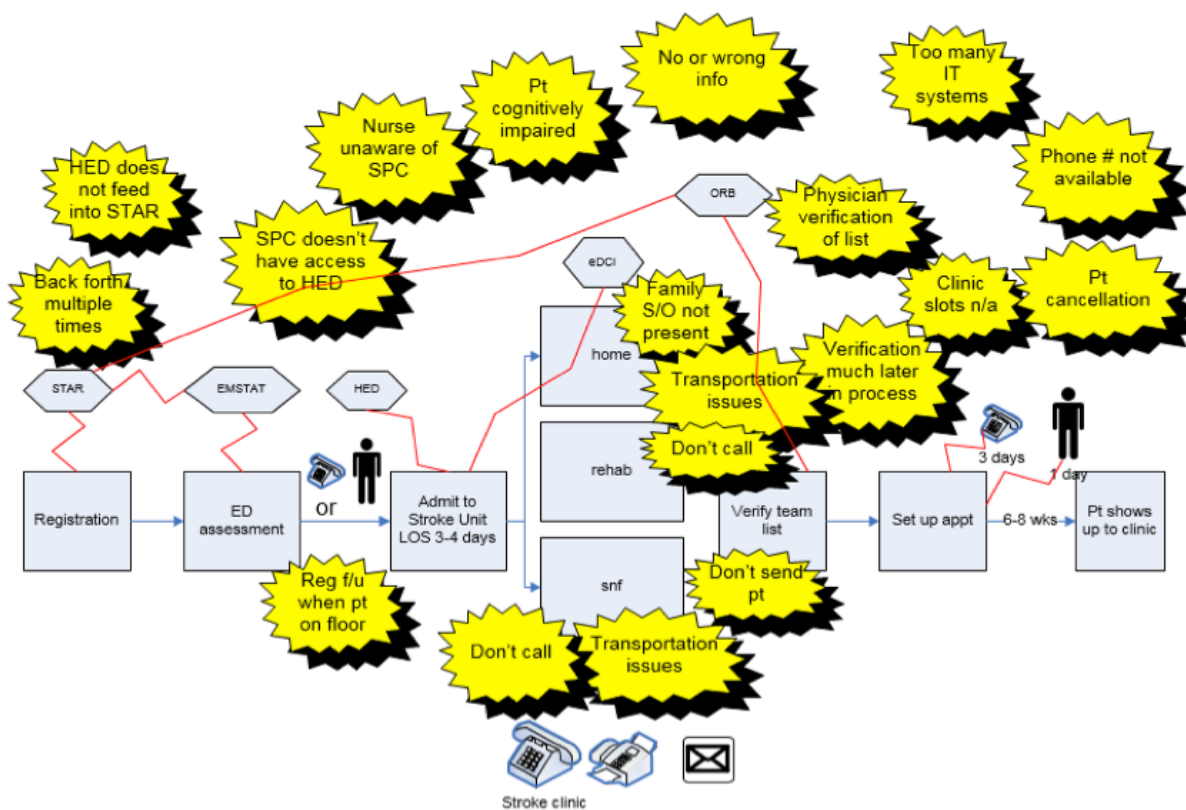 No or wrong
info
Too many
IT
systems
Pt
cognitively
impaired
Nurse
unaware of
SPC
HED does
not feed
into STAR
Phone # not
available
ORB
Physician
verification
of list
SPC doesn't
have access
to HED
eDCI
Back forth
multiple
times
Family
S/O not
present
Clinic
slots n/a
Pt
cancellation
home
Verification
much later
in process
Transportation
issues
STAR
EMSTAT
HED
Don't call
3 days
1 day
rehab
Registration
ED
assessment
or
Admit to
Stroke Unit
LOS 3-4 days
Verify team
list
Set up appt
6-8 wks
Pt shows
up to clinic
Reg f/u
when pt
on floor
snf
Don't send
pt
Don't call
Transportation
issues
Stroke clinic